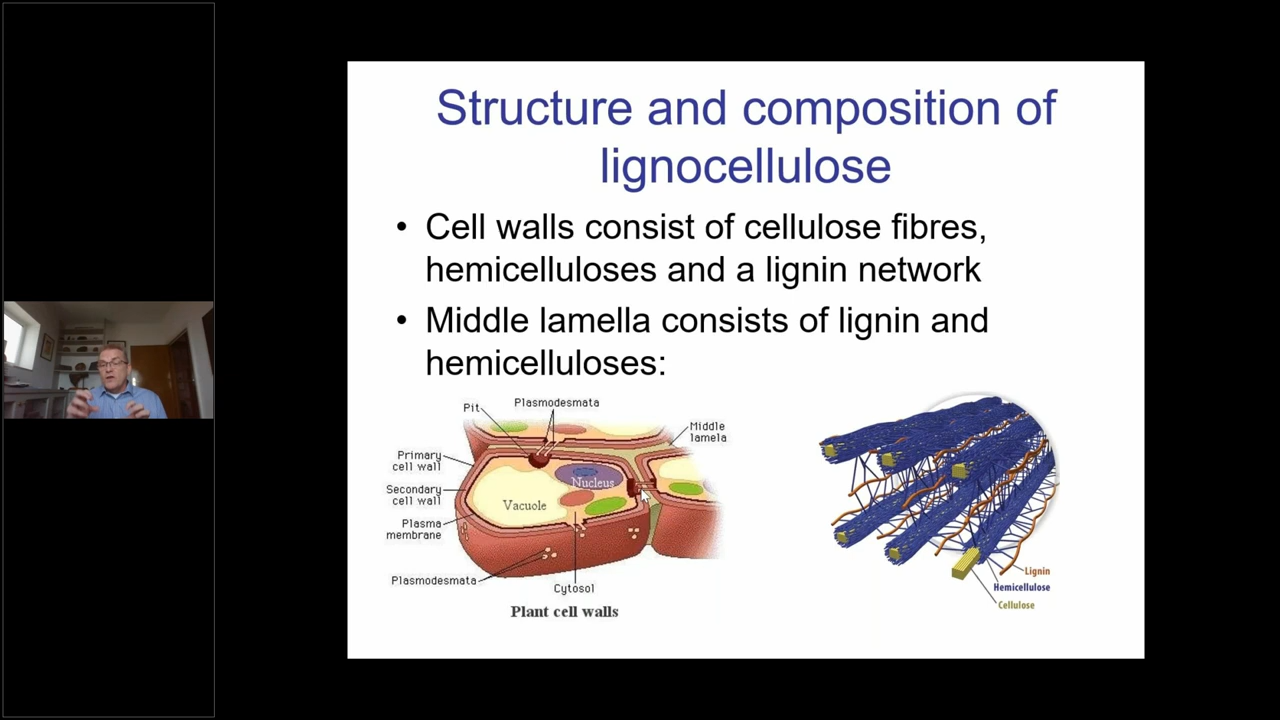 Structure and composition of
lignocellulose
• Cell walls consist of cellulose fibres,
hemicelluloses and a lignin network
• Middle lamella consists of lignin and
hemicelluloses:
Pit
Plasmodesmata
Middle
lamela
Primary
cell wall
Secondary
cell wall
Plasma
membrane
Nucleus
Vacuole
Plasmodesmata
Cytosol
Plant cell walls
Lignin
Hemicellulose
Cellulose